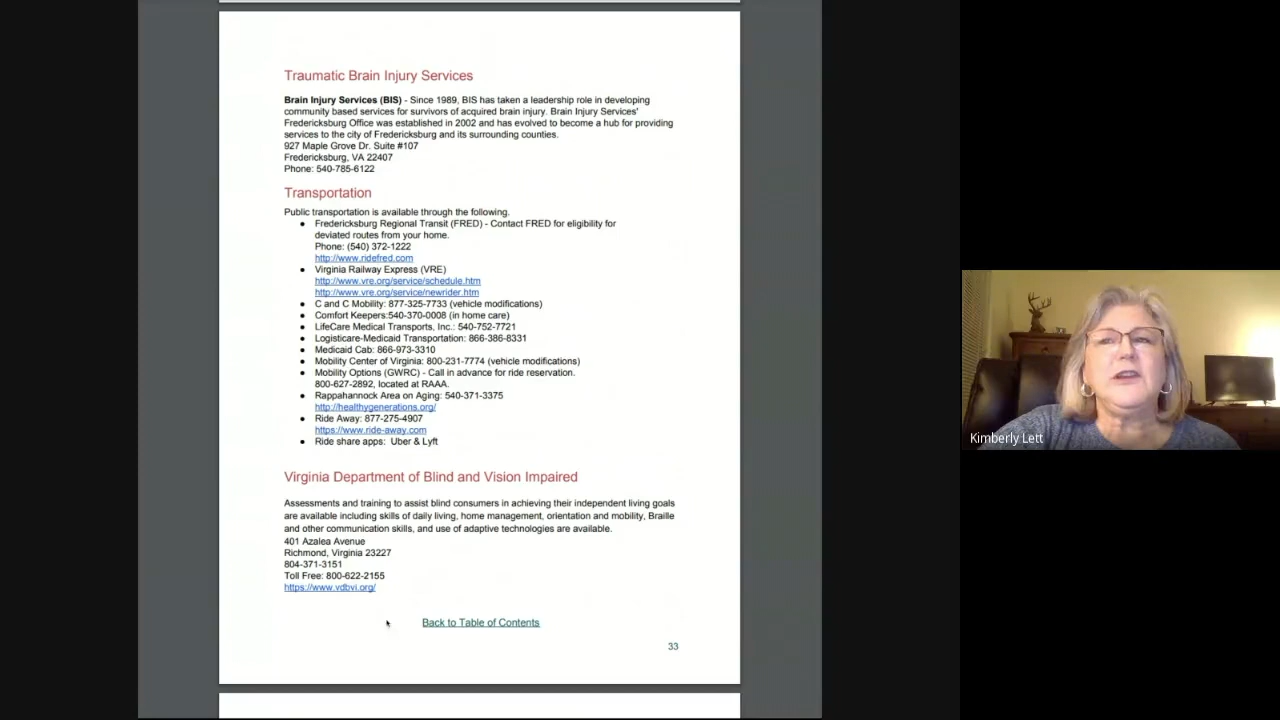 Traumatic Brain Injury Services
Brain Injury Services (BIS) - Since 1989, BIS has taken a leadership role in developing
community based services for survivors of acquired brain injury. Brain Injury Services'
Fredericksburg Office was established in 2002 and has evolved to become a hub for providing
services to the city of Fredericksburg and its surrounding counties.
927 Maple Grove Dr. Suite #107
Fredericksburg, VA 22407
Phone: 540-785-6122
Transportation
Public transportation is available through the following.
● Fredericksburg Regional Transit (FRED) - Contact FRED for eligibility for
deviated routes from your home.
Phone: (540) 372-1222
http://www.ridefred.com
● Virginia Railway Express (VRE)
http://www.vre.org/service/schedule.htm
http://www.vre.org/service/newrider.htm
● C and C Mobility: 877-325-7733 (vehicle modifications)
● Comfort Keepers:540-370-0008 (in home care)
● LifeCare Medical Transports, Inc.: 540-752-7721
● Logisticare-Medicaid Transportation: 866-386-8331
● Medicaid Cab: 866-973-3310
● Mobility Center of Virginia: 800-231-7774 (vehicle modifications)
● Mobility Options (GWRC) - Call in advance for ride reservation.
800-627-2892, located at RAAA.
● Rappahannock Area on Aging: 540-371-3375
http://healthygenerations.org/
● Ride Away: 877-275-4907
https://www.ride-away.com
● Ride share apps: Uber & Lyft
Virginia Department of Blind and Vision Impaired
Assessments and training to assist blind consumers in achieving their independent living goals
are available including skills of daily living, home management, orientation and mobility, Braille
and other communication skills, and use of adaptive technologies are available.
401 Azalea Avenue
Richmond, Virginia 23227
804-371-3151
Toll Free: 800-622-2155
https://www.vdbvi.org/
Back to Table of Contents
33
Kimberly Lett